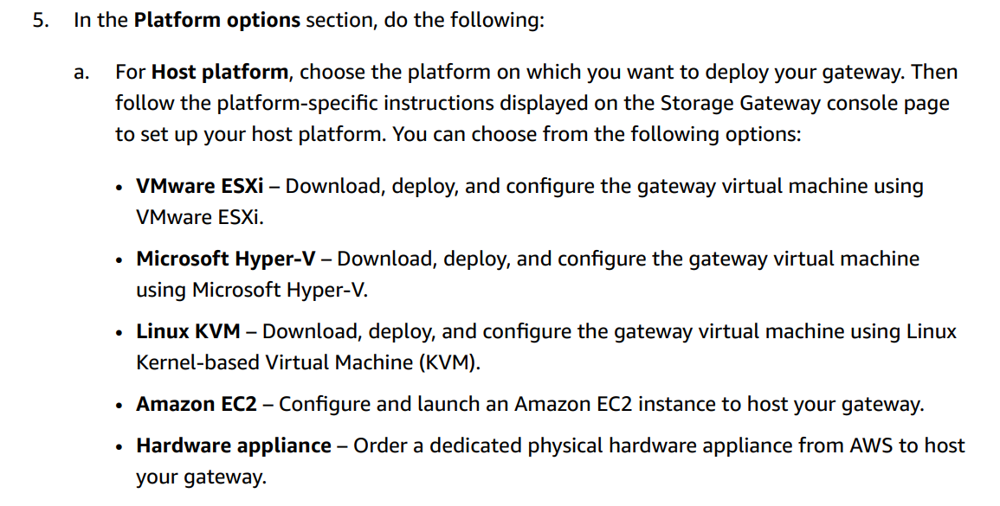 5. In the Platform options section, do the following:
a. For Host platform, choose the platform on which you want to deploy your gateway. Then
follow the platform-specific instructions displayed on the Storage Gateway console page
to set up your host platform. You can choose from the following options:
• VMware ESXi – Download, deploy, and configure the gateway virtual machine using
VMware ESXi.
• Microsoft Hyper-V – Download, deploy, and configure the gateway virtual machine
using Microsoft Hyper-V.
• Linux KVM – Download, deploy, and configure the gateway virtual machine using Linux
Kernel-based Virtual Machine (KVM).
• Amazon EC2 – Configure and launch an Amazon EC2 instance to host your gateway.
• Hardware appliance – Order a dedicated physical hardware appliance from AWS to host
your gateway.